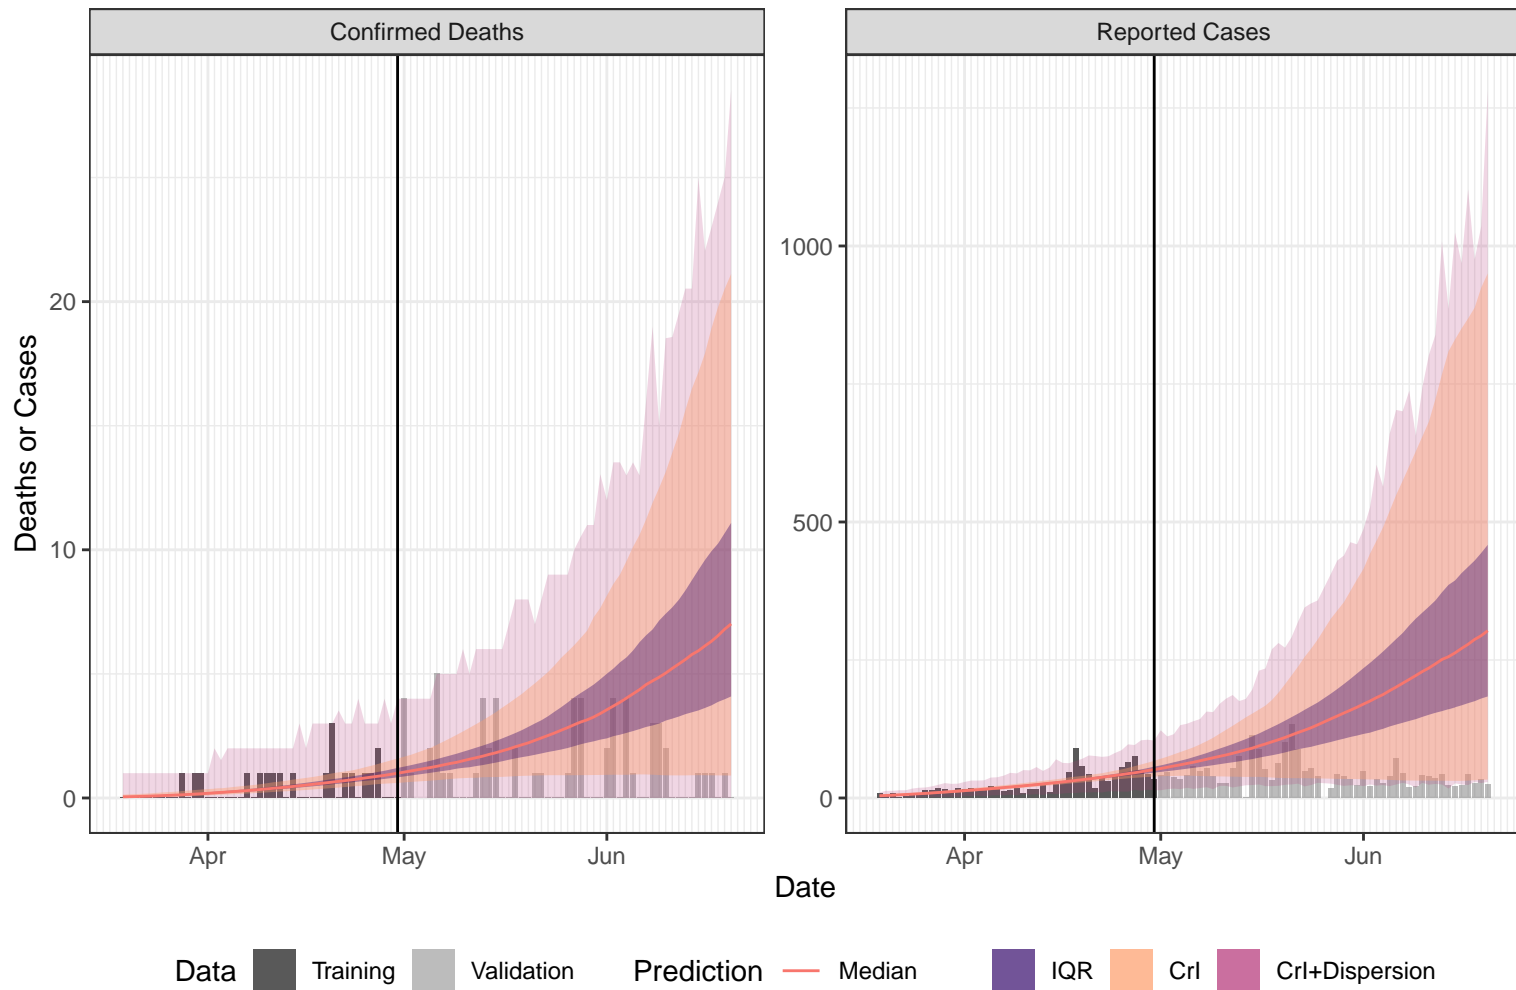 Confirmed Deaths
Reported Cases
Deaths or Cases
20
10
0
1000
500
0
Apr
May
Jun
Apr
May
Jun
Date
Data Training Validation Prediction Median IQR CrI CrI+Dispersion